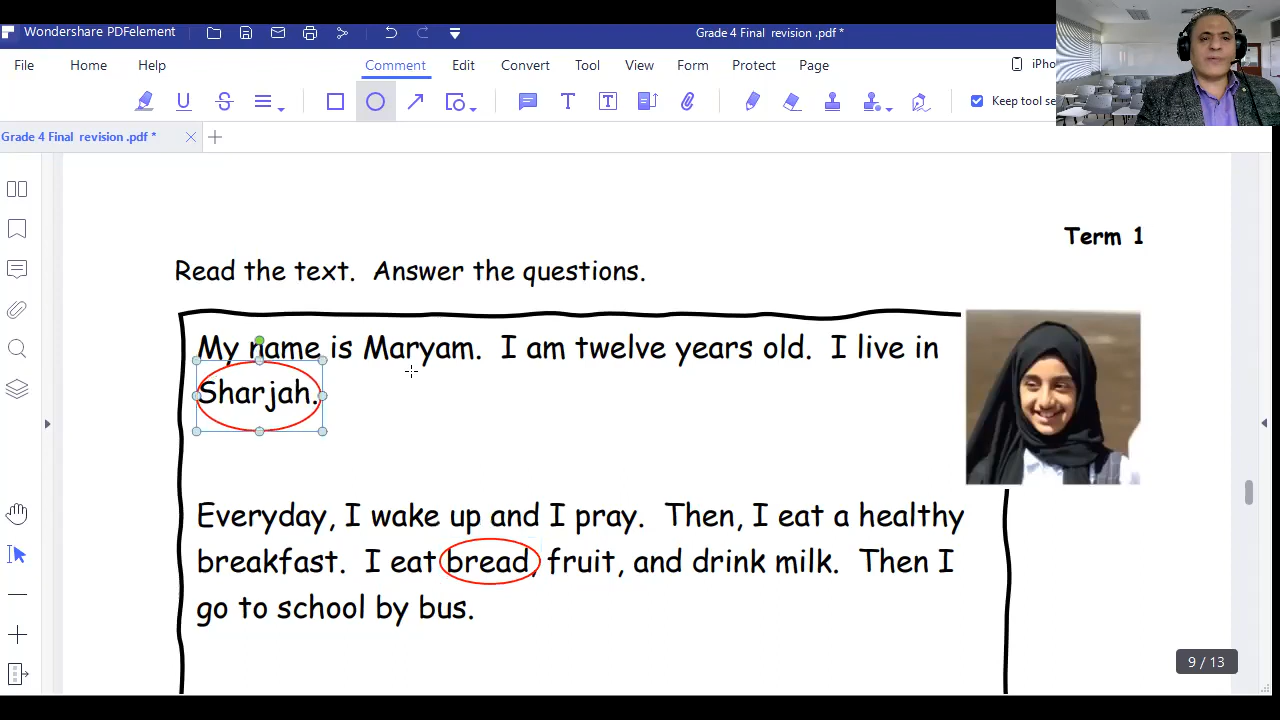 Wondershare PDFelement
Grade 4 Final revision .pdf *
File Home Help Comment Edit Convert Tool View Form Protect Page iPho
Keep tool se
Grade 4 Final revision .pdf *
Term 1
Read the text. Answer the questions.
My name is Maryam. I am twelve years old. I live in
Sharjah.
Everyday, I wake up and I pray. Then, I eat a healthy
breakfast. I eat bread, fruit, and drink milk. Then I
go to school by bus.
9 / 13